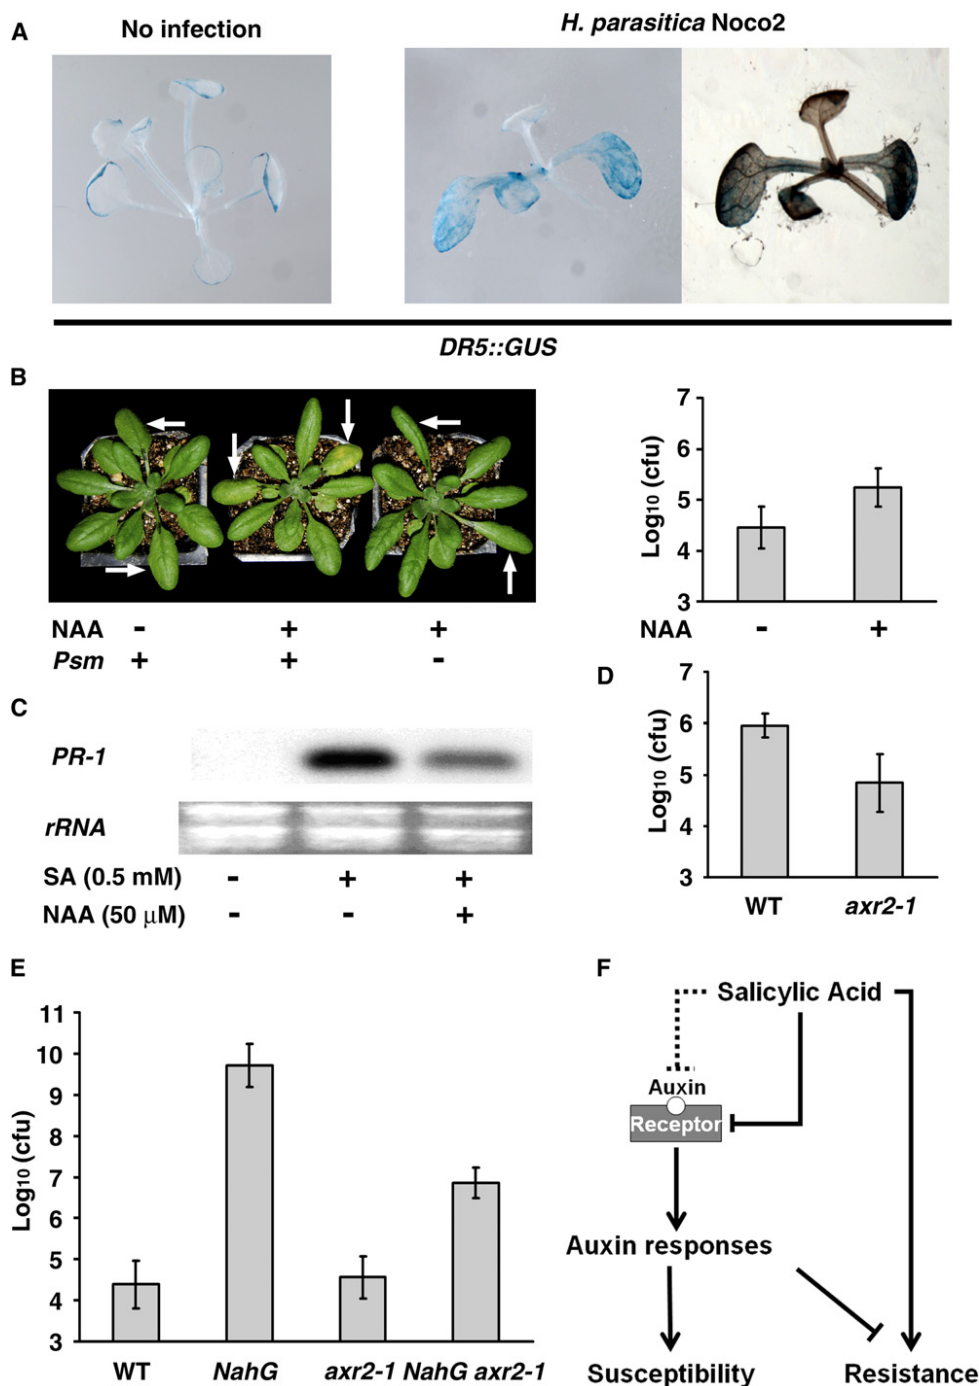 A
No infection
H. parasitica Noco2
DR5::GUS
B
NAA - + +
Psm + + -
7
6
5
4
3
Log10 (cfu)
NAA - +
C
PR-1
rRNA
SA (0.5 mM) - + +
NAA (50 μM) - - +
D
7
6
5
4
3
Log10 (cfu)
WT axr2-1
E
11
10
9
8
7
6
5
4
3
Log10 (cfu)
WT NahG axr2-1 NahG axr2-1
F
Salicylic Acid
Auxin
Receptor
Auxin responses
Susceptibility Resistance